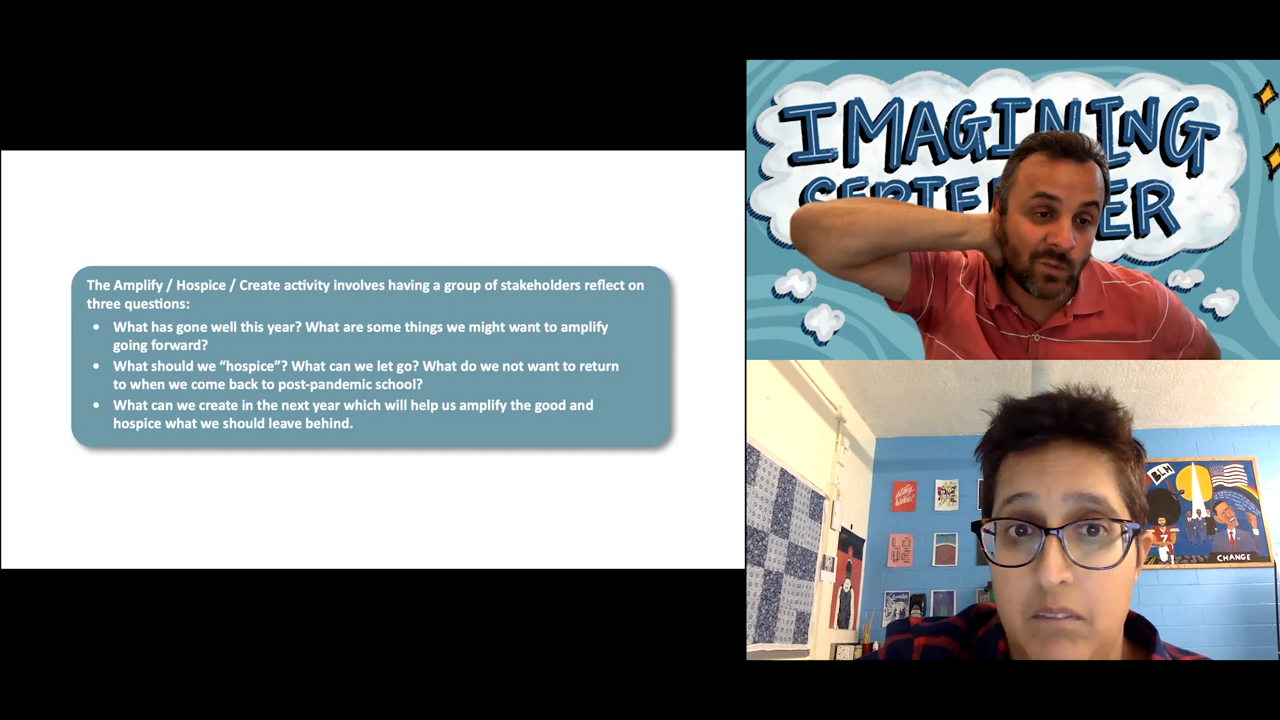 The Amplify / Hospice / Create activity involves having a group of stakeholders reflect on
three questions:
• What has gone well this year? What are some things we might want to amplify
going forward?
• What should we “hospice”? What can we let go? What do we not want to return
to when we come back to post-pandemic school?
• What can we create in the next year which will help us amplify the good and
hospice what we should leave behind.
IMAGINING
SEPTE ER
BLM
7
CHANGE